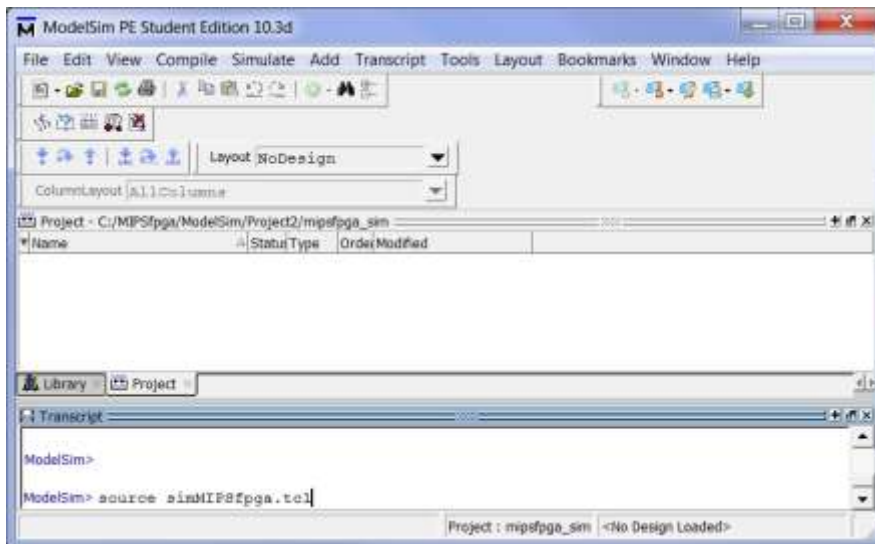 ModelSim PE Student Edition 10.3d
File Edit View Compile Simulate Add Transcript Tools Layout Bookmarks Window Help
Layout NoDesign
ColumnLayout AllColumns
Project - C:/MIPSfpga/ModelSim/Project2/mipsfpga_sim
Name Status Type Order Modified
Library Project
Transcript
ModelSim>
ModelSim> source simMIPSfpga.tcl
Project : mipsfpga_sim <No Design Loaded>